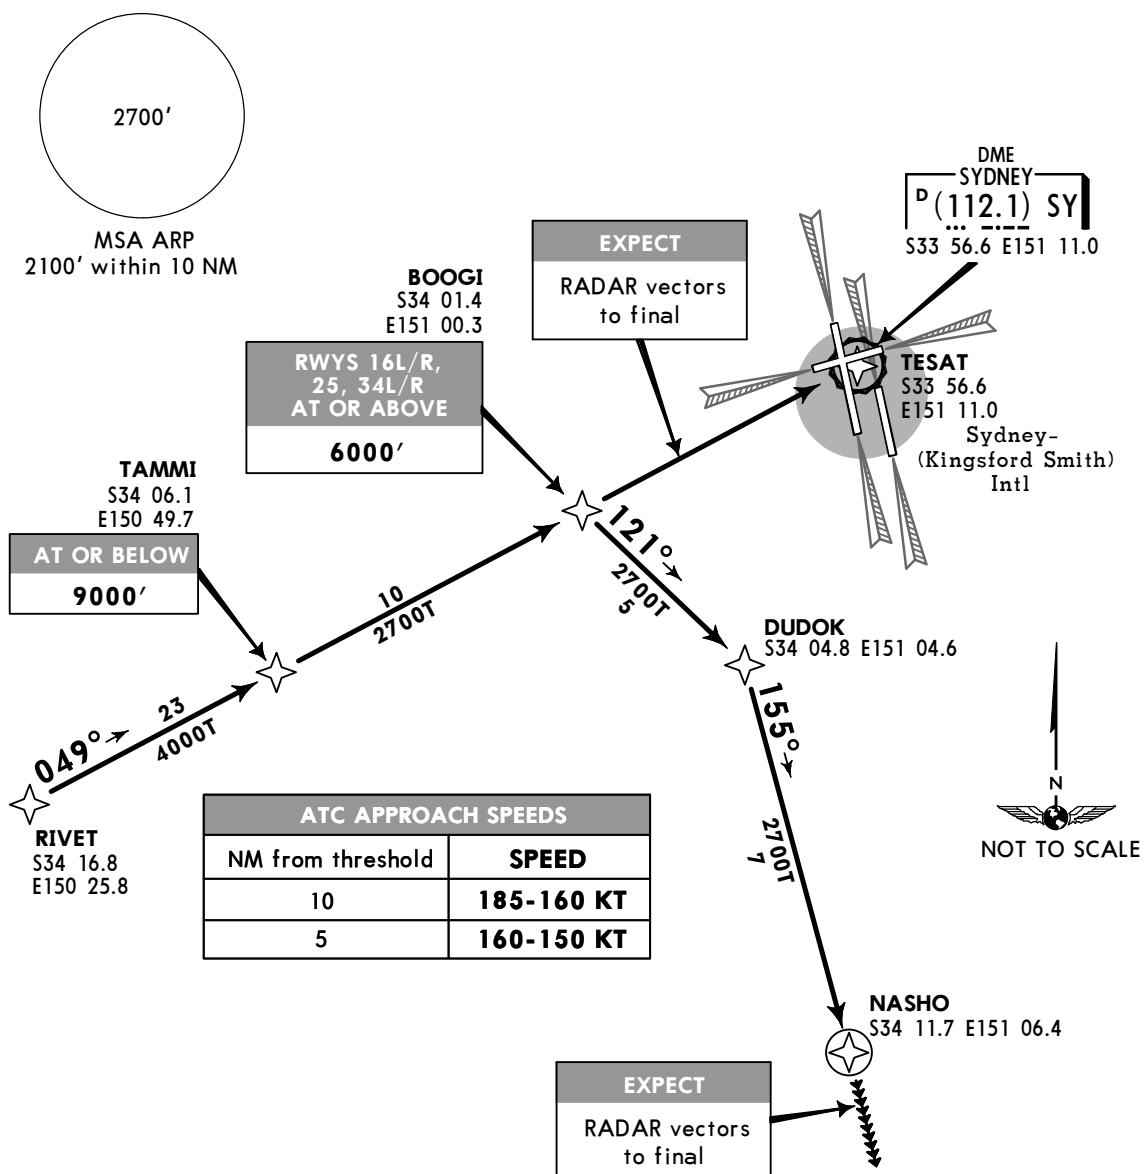 2700'
MSA ARP
2100' within 10 NM
DME
SYDNEY
D (112.1) SY
S33 56.6 E151 11.0
EXPECT
RADAR vectors
to final
BOOGI
S34 01.4
E151 00.3
RWYS 16L/R,
25, 34L/R
AT OR ABOVE
6000'
TESAT
S33 56.6
E151 11.0
Sydney-
(Kingsford Smith)
Intl
TAMMI
S34 06.1
E150 49.7
AT OR BELOW
9000'
10
2700T
121°
2700T
5
DUDOK
S34 04.8 E151 04.6
049°
23
4000T
155°
2700T
7
RIVET
S34 16.8
E150 25.8
ATC APPROACH SPEEDS
NM from threshold SPEED
10 185-160 KT
5 160-150 KT
N
NOT TO SCALE
NASHO
S34 11.7 E151 06.4
EXPECT
RADAR vectors
to final